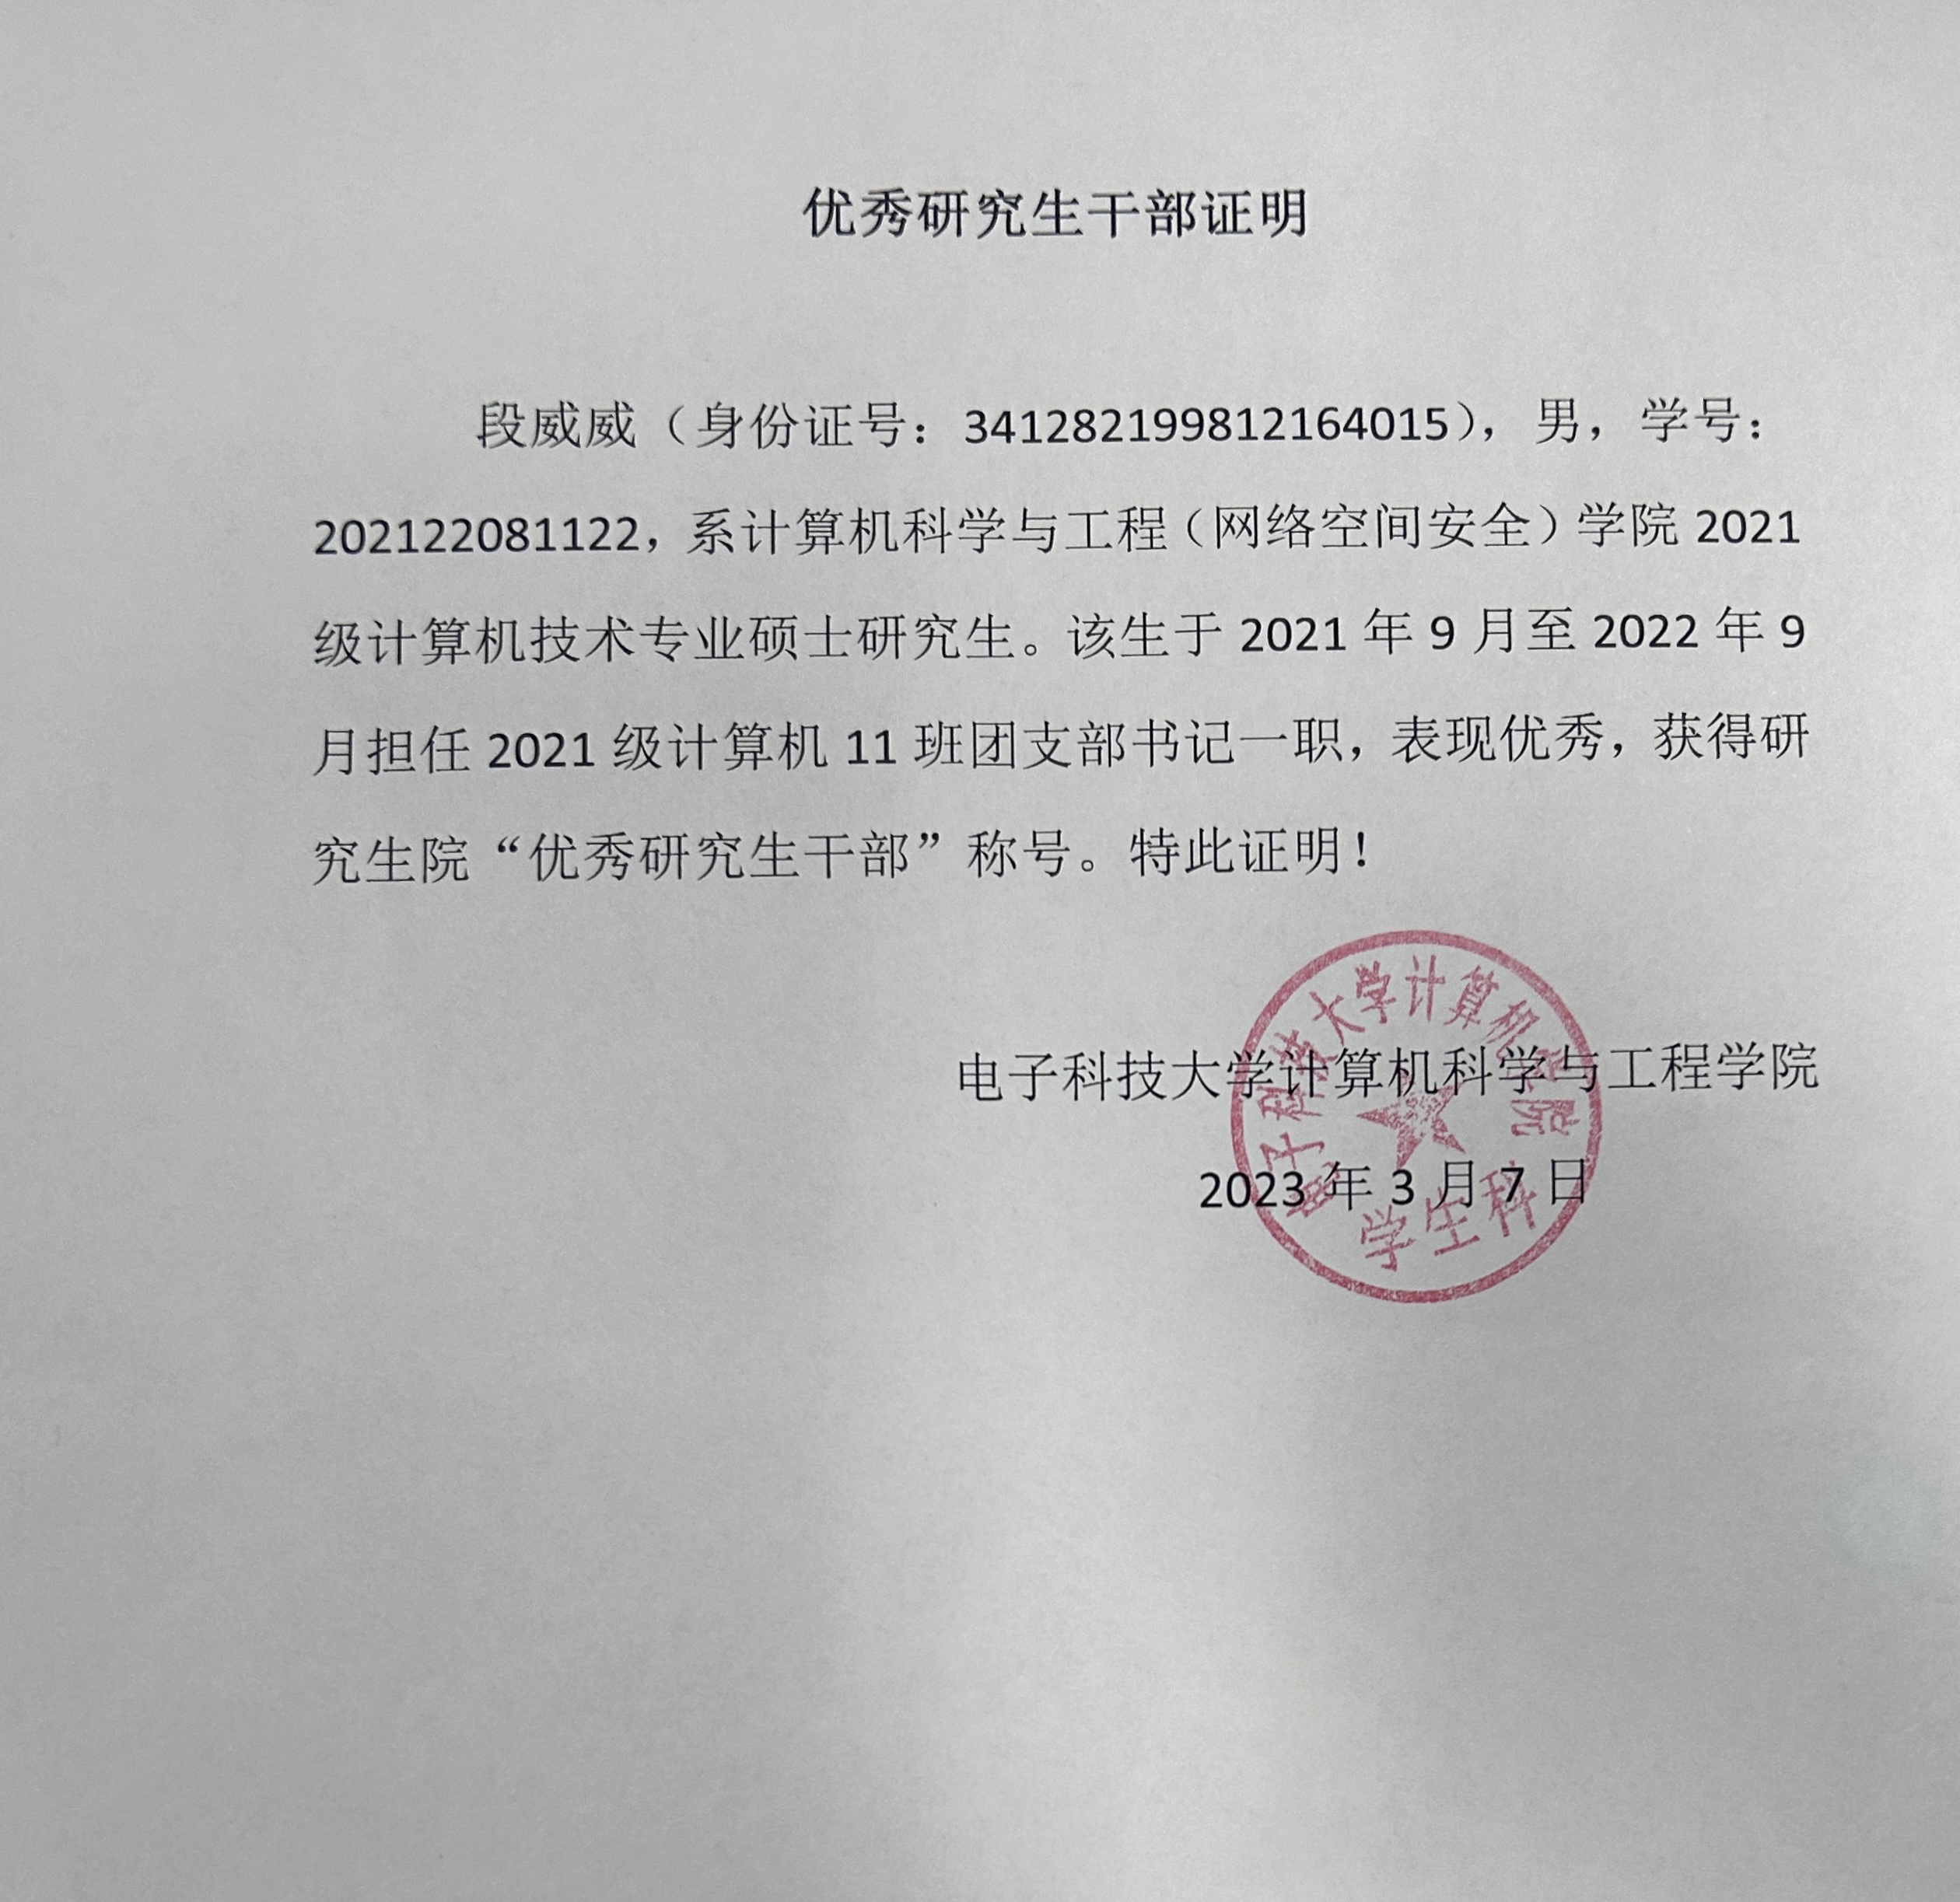 优秀研究生干部证明
段威威（身份证号：341282199812164015），男，学号：
202122081122，系计算机科学与工程（网络空间安全）学院 2021
级计算机技术专业硕士研究生。该生于 2021 年 9 月至 2022 年 9
月担任 2021 级计算机 11 班团支部书记一职，表现优秀，获得研
究生院“优秀研究生干部”称号。特此证明！
电子科技大学计算机科学与工程学院
2023 年 3 月 7 日
电子科技大学计算机学院
学生科